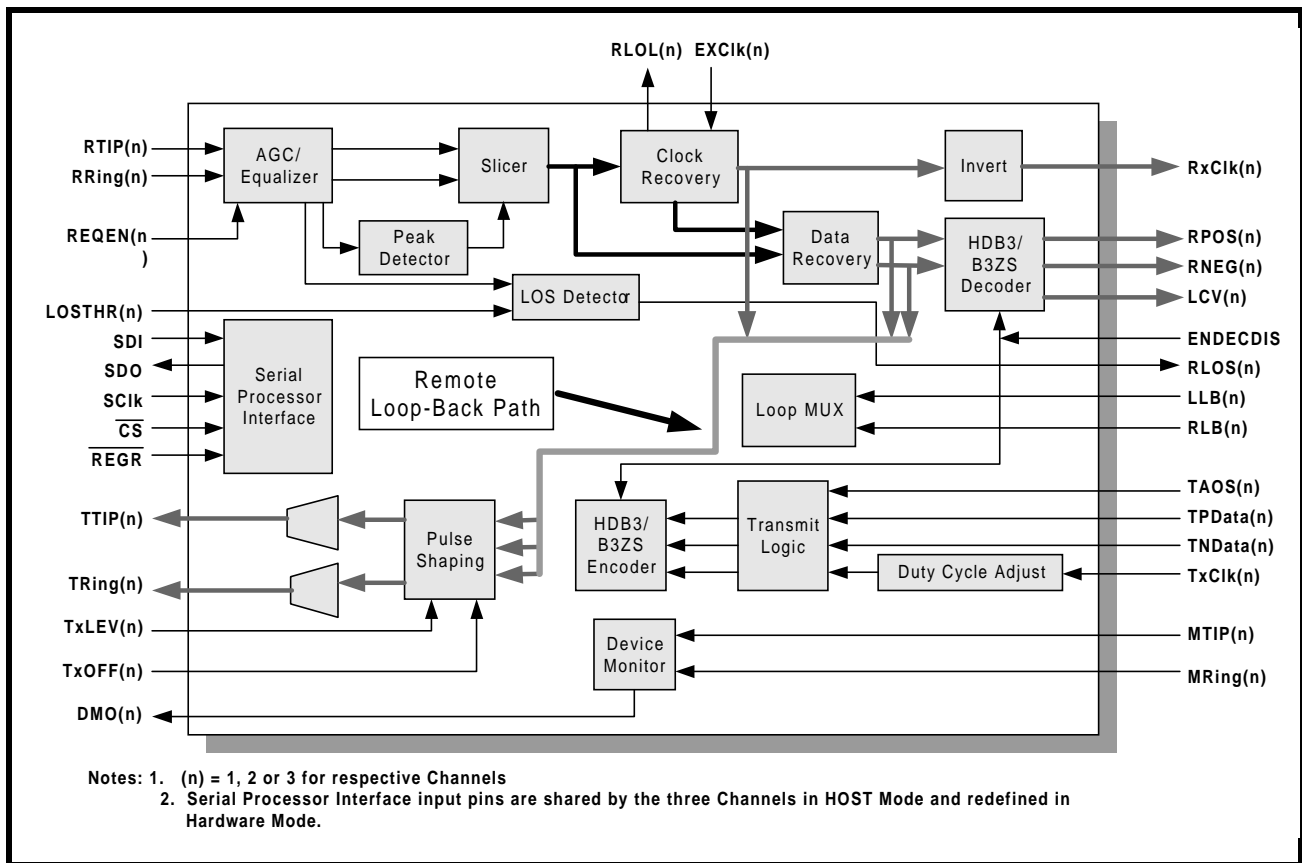 RLOL(n) EXClk(n)
RTIP(n)
RRing(n)
REQEN(n
)
LOSTHR(n)
SDI
SDO
SClk
CS
REGR
TTIP(n)
TRing(n)
TxLEV(n)
TxOFF(n)
DMO(n)
AGC/
Equalizer
Slicer
Peak
Detector
LOS Detector
Clock
Recovery
Data
Recovery
Invert
HDB3/
B3ZS
Decoder
Serial
Processor
Interface
Remote
Loop-Back Path
Loop MUX
Pulse
Shaping
HDB3/
B3ZS
Encoder
Transmit
Logic
Duty Cycle Adjust
Device
Monitor
RxClk(n)
RPOS(n)
RNEG(n)
LCV(n)
ENDECDIS
RLOS(n)
LLB(n)
RLB(n)
TAOS(n)
TPData(n)
TNData(n)
TxClk(n)
MTIP(n)
MRing(n)
Notes: 1. (n) = 1, 2 or 3 for respective Channels
2. Serial Processor Interface input pins are shared by the three Channels in HOST Mode and redefined in
Hardware Mode.